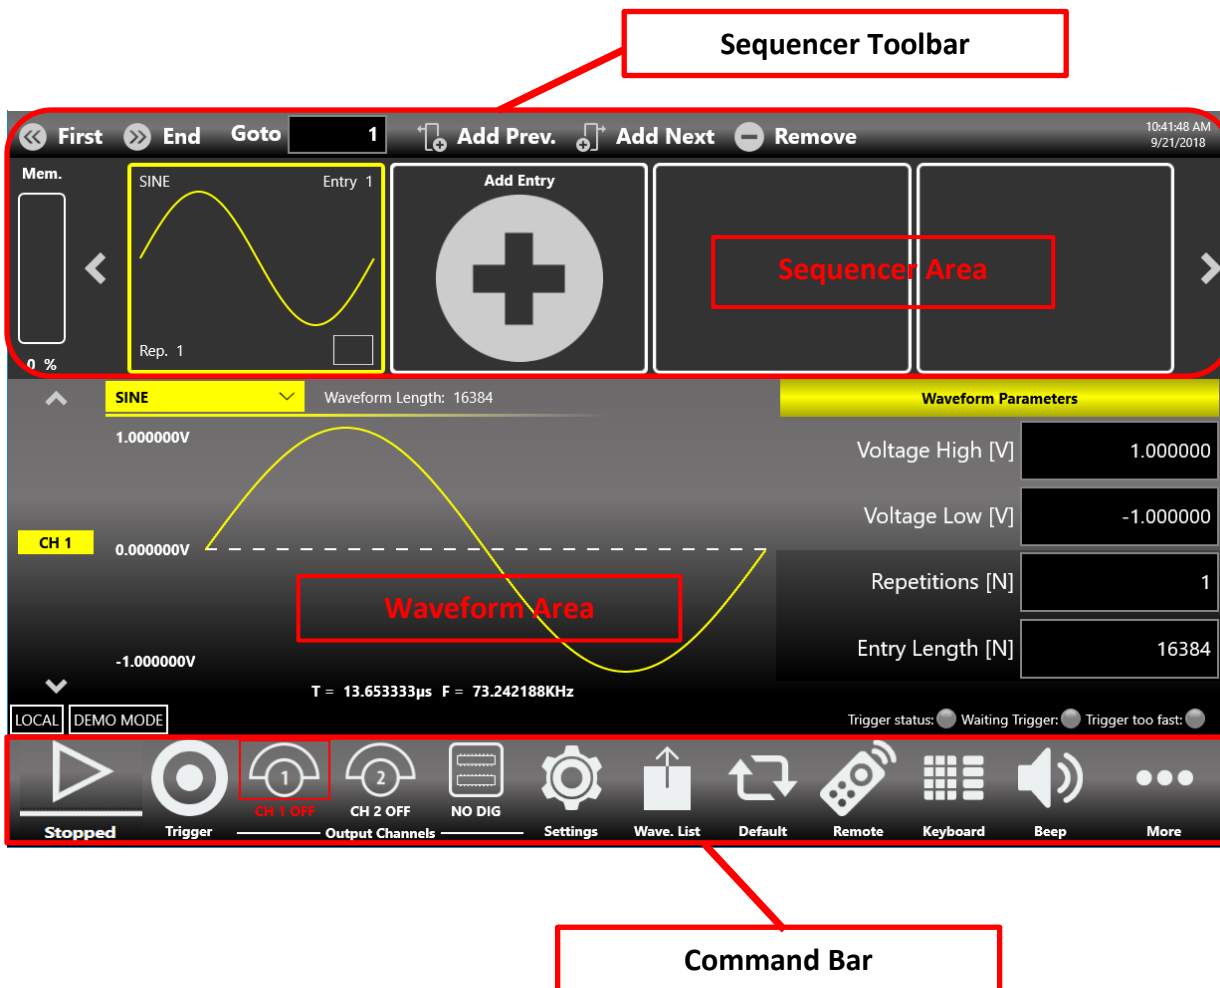 Sequencer Toolbar
First End Goto 1 Add Prev. Add Next Remove 10:41:48 AM
9/21/2018
Mem.
SINE Entry 1
Add Entry
Sequencer Area
Rep. 1
0 %
SINE Waveform Length: 16384
Waveform Parameters
1.000000V
Voltage High [V] 1.000000
Voltage Low [V] -1.000000
CH 1
0.000000V
Repetitions [N] 1
Waveform Area
Entry Length [N] 16384
-1.000000V
T = 13.653333µs F = 73.242188KHz
LOCAL DEMO MODE
Trigger status: Waiting Trigger: Trigger too fast:
1 2
CH 1 OFF CH 2 OFF NO DIG
Stopped Trigger Output Channels Settings Wave. List Default Remote Keyboard Beep More
Command Bar